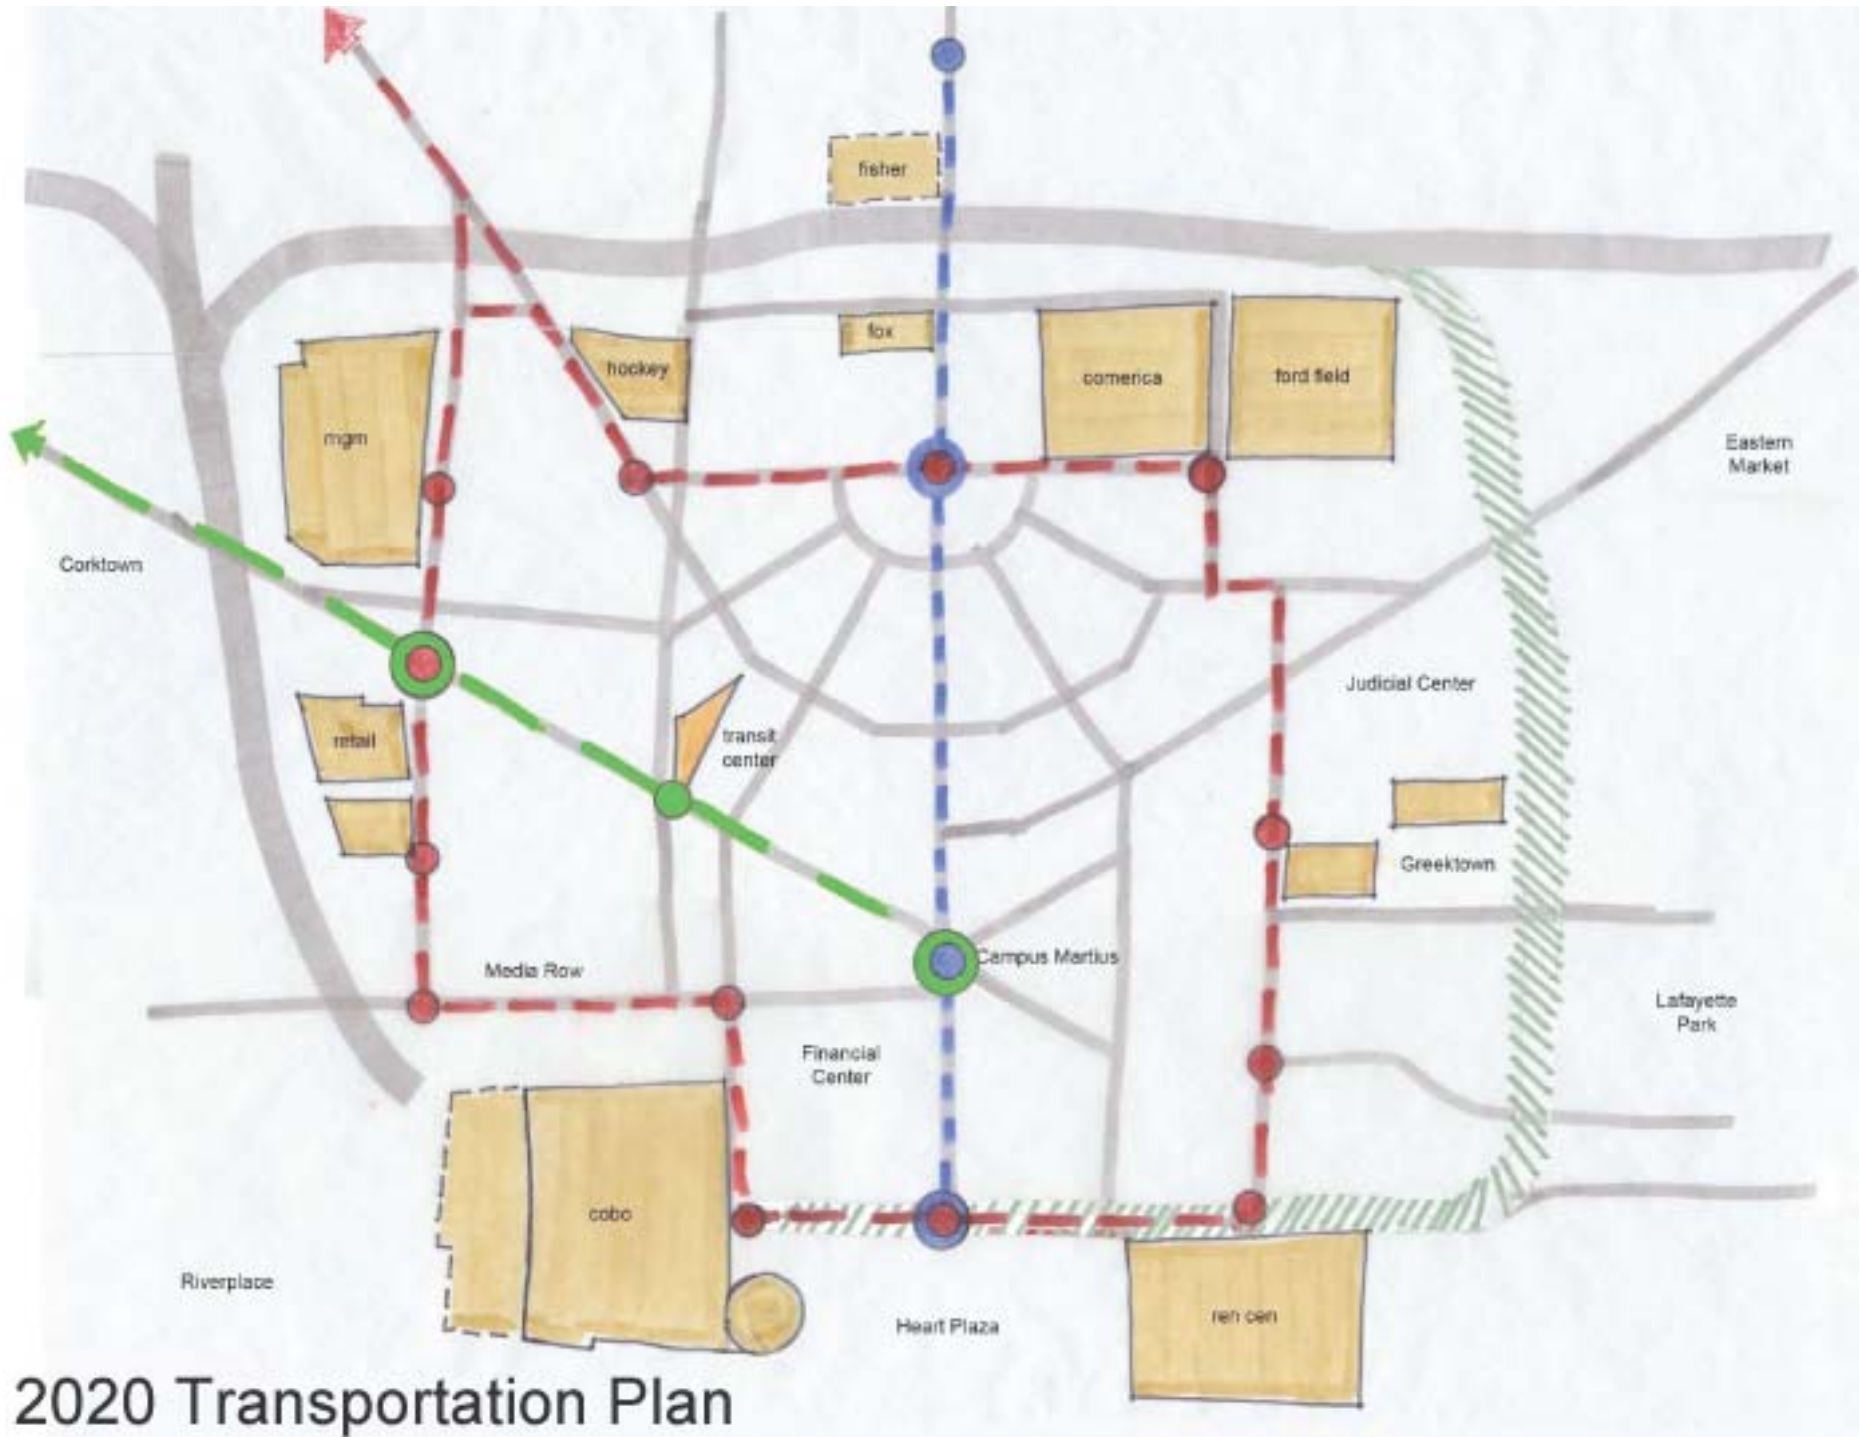 fisher
fox
hockey
comerica
ford field
mgm
Eastern
Market
Corktown
Judicial Center
retail
transit
center
Greektown
Campus Martius
Media Row
Lafayette
Park
Financial
Center
cobo
Riverplace
Heart Plaza
ren cen
2020 Transportation Plan